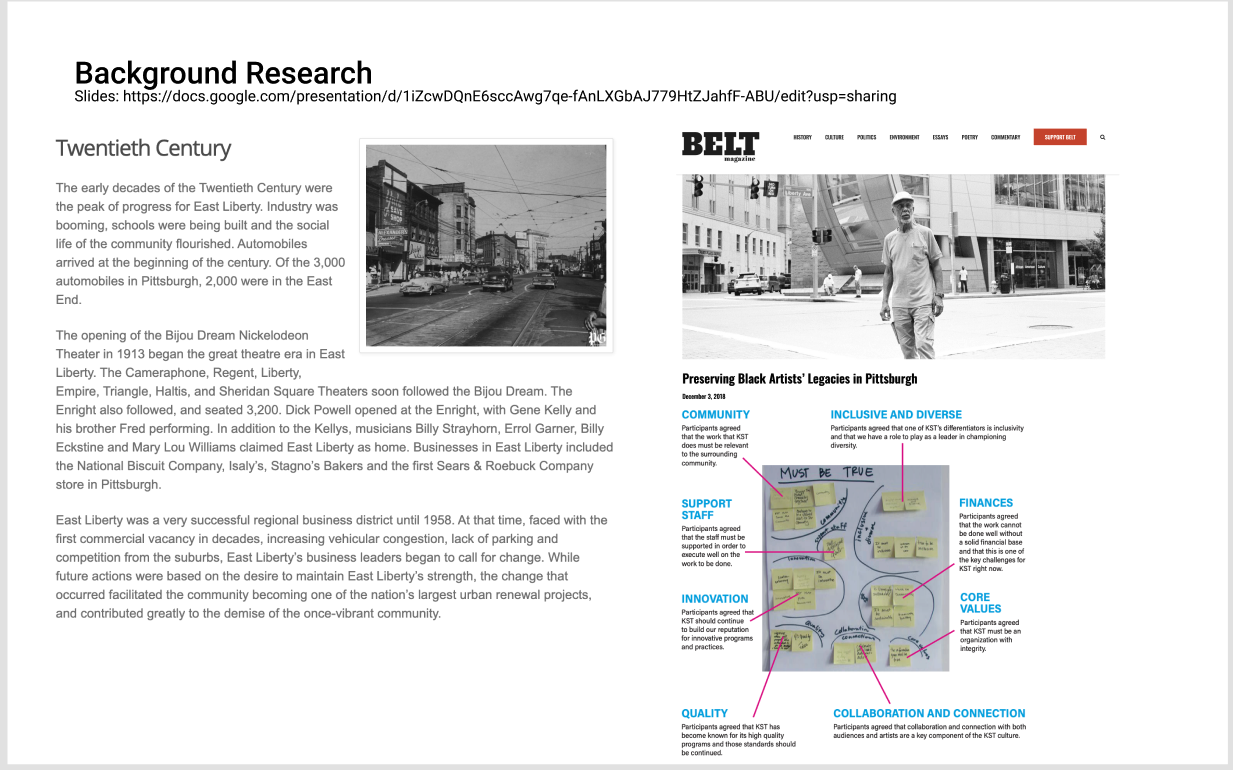 Background Research
Slides: https://docs.google.com/presentation/d/1iZcwDQnE6sccAwg7qe-fAnLXGbAJ779HtZJahfF-ABU/edit?usp=sharing
Twentieth Century
The early decades of the Twentieth Century were
the peak of progress for East Liberty. Industry was
booming, schools were being built and the social
life of the community flourished. Automobiles
arrived at the beginning of the century. Of the 3,000
automobiles in Pittsburgh, 2,000 were in the East
End.
The opening of the Bijou Dream Nickelodeon
Theater in 1913 began the great theatre era in East
Liberty. The Cameraphone, Regent, Liberty,
Empire, Triangle, Haltis, and Sheridan Square Theaters soon followed the Bijou Dream. The
Enright also followed, and seated 3,200. Dick Powell opened at the Enright, with Gene Kelly and
his brother Fred performing. In addition to the Kellys, musicians Billy Strayhorn, Errol Garner, Billy
Eckstine and Mary Lou Williams claimed East Liberty as home. Businesses in East Liberty included
the National Biscuit Company, Isaly's, Stagno's Bakers and the first Sears & Roebuck Company
store in Pittsburgh.
East Liberty was a very successful regional business district until 1958. At that time, faced with the
first commercial vacancy in decades, increasing vehicular congestion, lack of parking and
competition from the suburbs, East Liberty's business leaders began to call for change. While
future actions were based on the desire to maintain East Liberty's strength, the change that
occurred facilitated the community becoming one of the nation's largest urban renewal projects,
and contributed greatly to the demise of the once-vibrant community.
PG
BELT
magazine
HISTORY CULTURE POLITICS ENVIRONMENT ESSAYS POETRY COMMENTARY SUPPORT BELT
Liberty Ave
Preserving Black Artists' Legacies in Pittsburgh
December 3, 2018
COMMUNITY
Participants agreed
that the work that KST
does must be relevant
to the surrounding
community.
INCLUSIVE AND DIVERSE
Participants agreed that one of KST's differentiators is inclusivity
and that we have a role to play as a leader in championing
diversity.
MUST BE TRUE
community
support staff
inclusive + diverse
innovation
quality
collaboration
connections
core values
SUPPORT
STAFF
Participants agreed
that the staff must be
supported in order to
execute well on the
work to be done.
FINANCES
Participants agreed
that the work cannot
be done well without
a solid financial base
and that this is one of
the key challenges for
KST right now.
INNOVATION
Participants agreed that
KST should continue
to build our reputation
for innovative programs
and practices.
CORE
VALUES
Participants agreed
that KST must be an
organization with
integrity.
QUALITY
Participants agreed that KST has
become known for its high quality
programs and those standards should
be continued.
COLLABORATION AND CONNECTION
Participants agreed that collaboration and connection with both
audiences and artists are a key component of the KST culture.